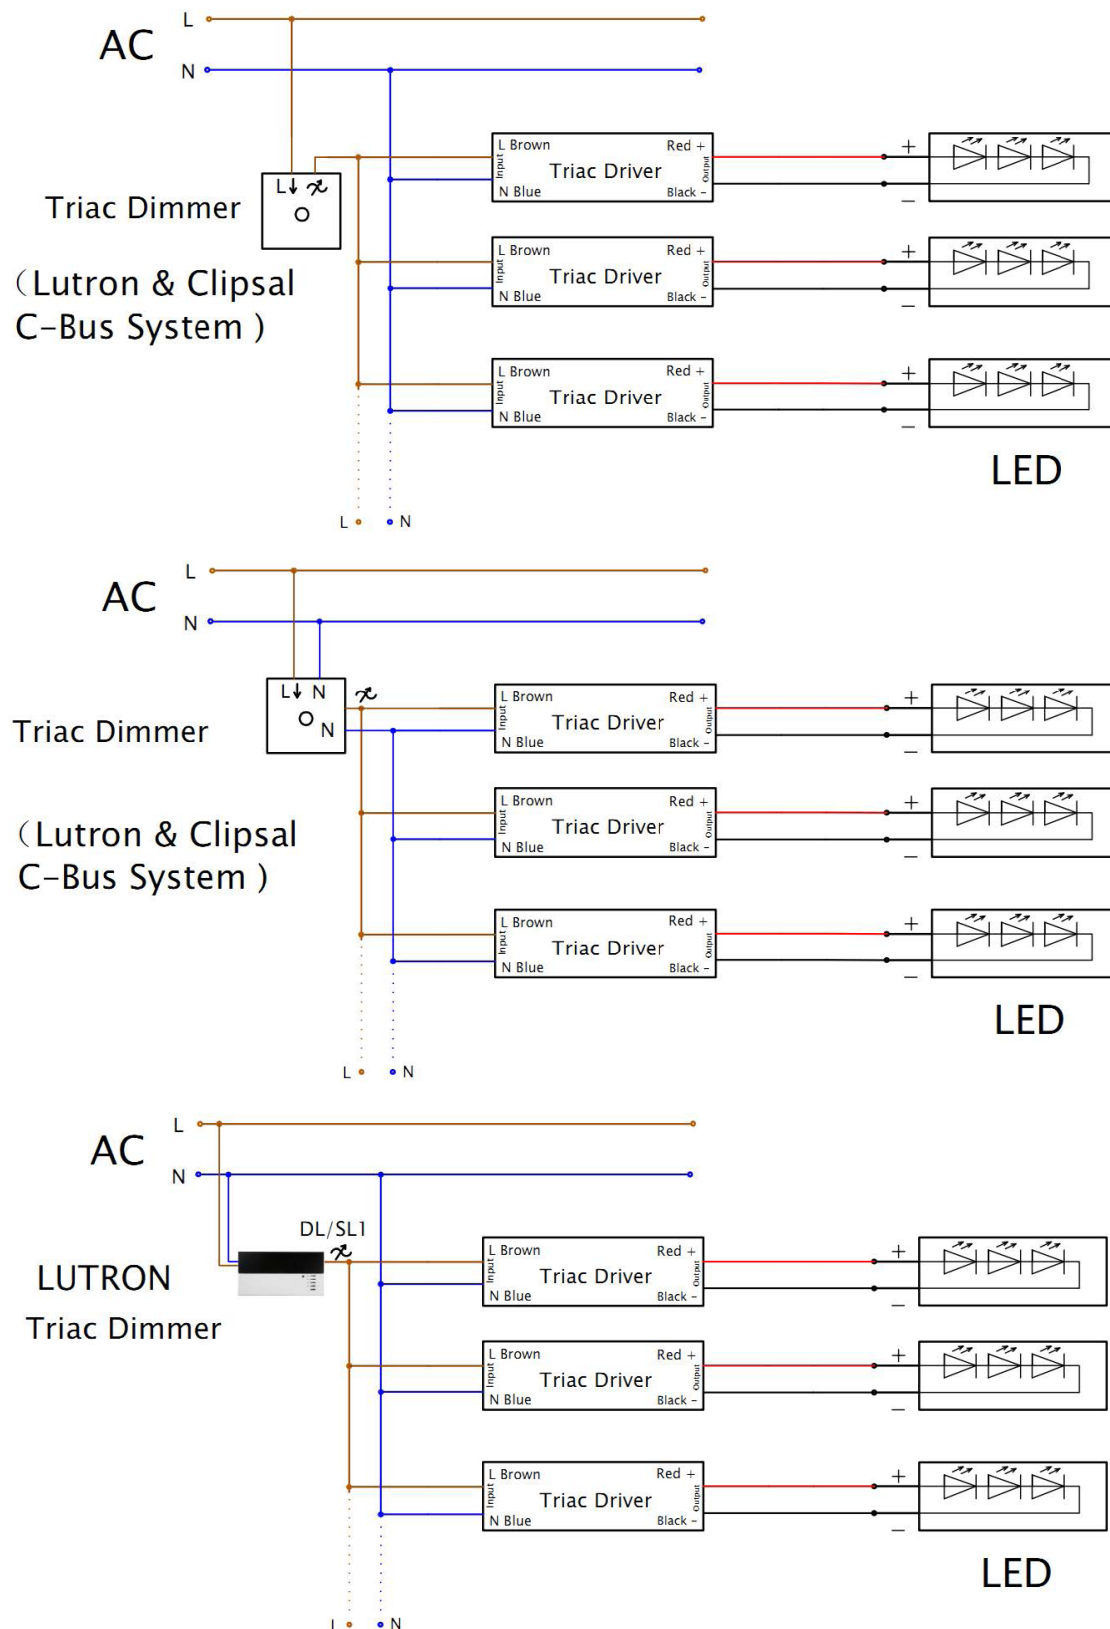 L
AC
N
L Brown
Red +
Input
Triac Driver
Output
N Blue
Black -
+
−
L
Triac Dimmer
L Brown
Red +
Input
Triac Driver
Output
N Blue
Black -
+
−
(Lutron & Clipsal
C-Bus System )
L Brown
Red +
Input
Triac Driver
Output
N Blue
Black -
+
−
LED
L
N
L
AC
N
L
N
N
Triac Dimmer
L Brown
Red +
Input
Triac Driver
Output
N Blue
Black -
+
−
L Brown
Red +
Input
Triac Driver
Output
N Blue
Black -
+
−
(Lutron & Clipsal
C-Bus System )
L Brown
Red +
Input
Triac Driver
Output
N Blue
Black -
+
−
LED
L
N
L
AC
N
DL/SL1
LUTRON
Triac Dimmer
L Brown
Red +
Input
Triac Driver
Output
N Blue
Black -
+
−
L Brown
Red +
Input
Triac Driver
Output
N Blue
Black -
+
−
L Brown
Red +
Input
Triac Driver
Output
N Blue
Black -
+
−
LED
L
N